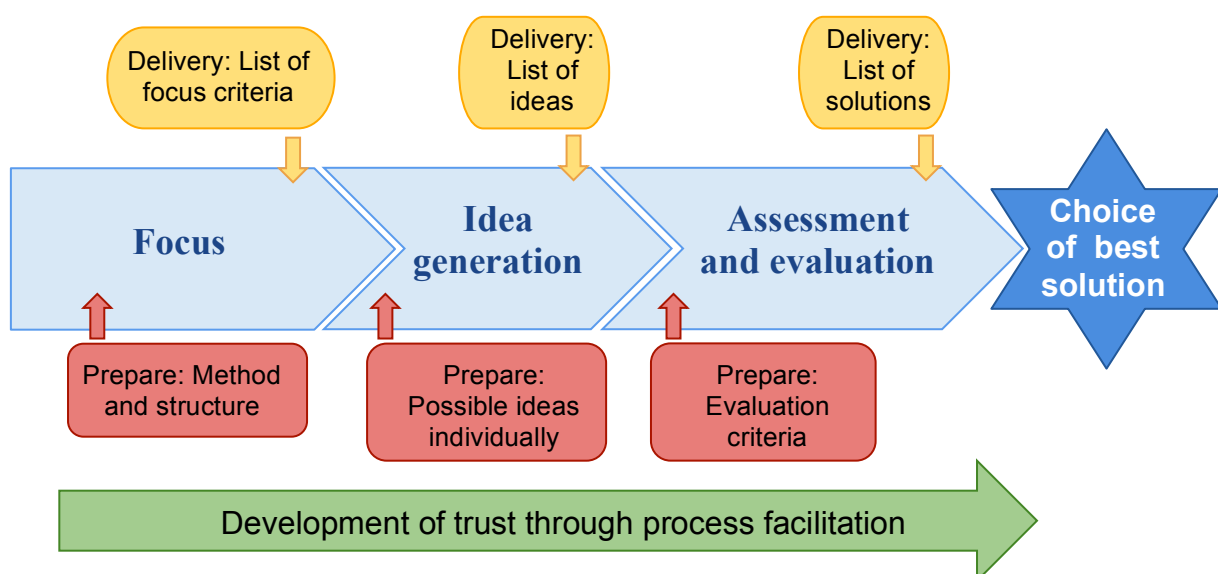 Delivery: List of
focus criteria
Delivery:
List of
ideas
Delivery:
List of
solutions
Focus
Idea
generation
Assessment
and evaluation
Choice
of best
solution
Prepare: Method
and structure
Prepare:
Possible ideas
individually
Prepare:
Evaluation
criteria
Development of trust through process facilitation